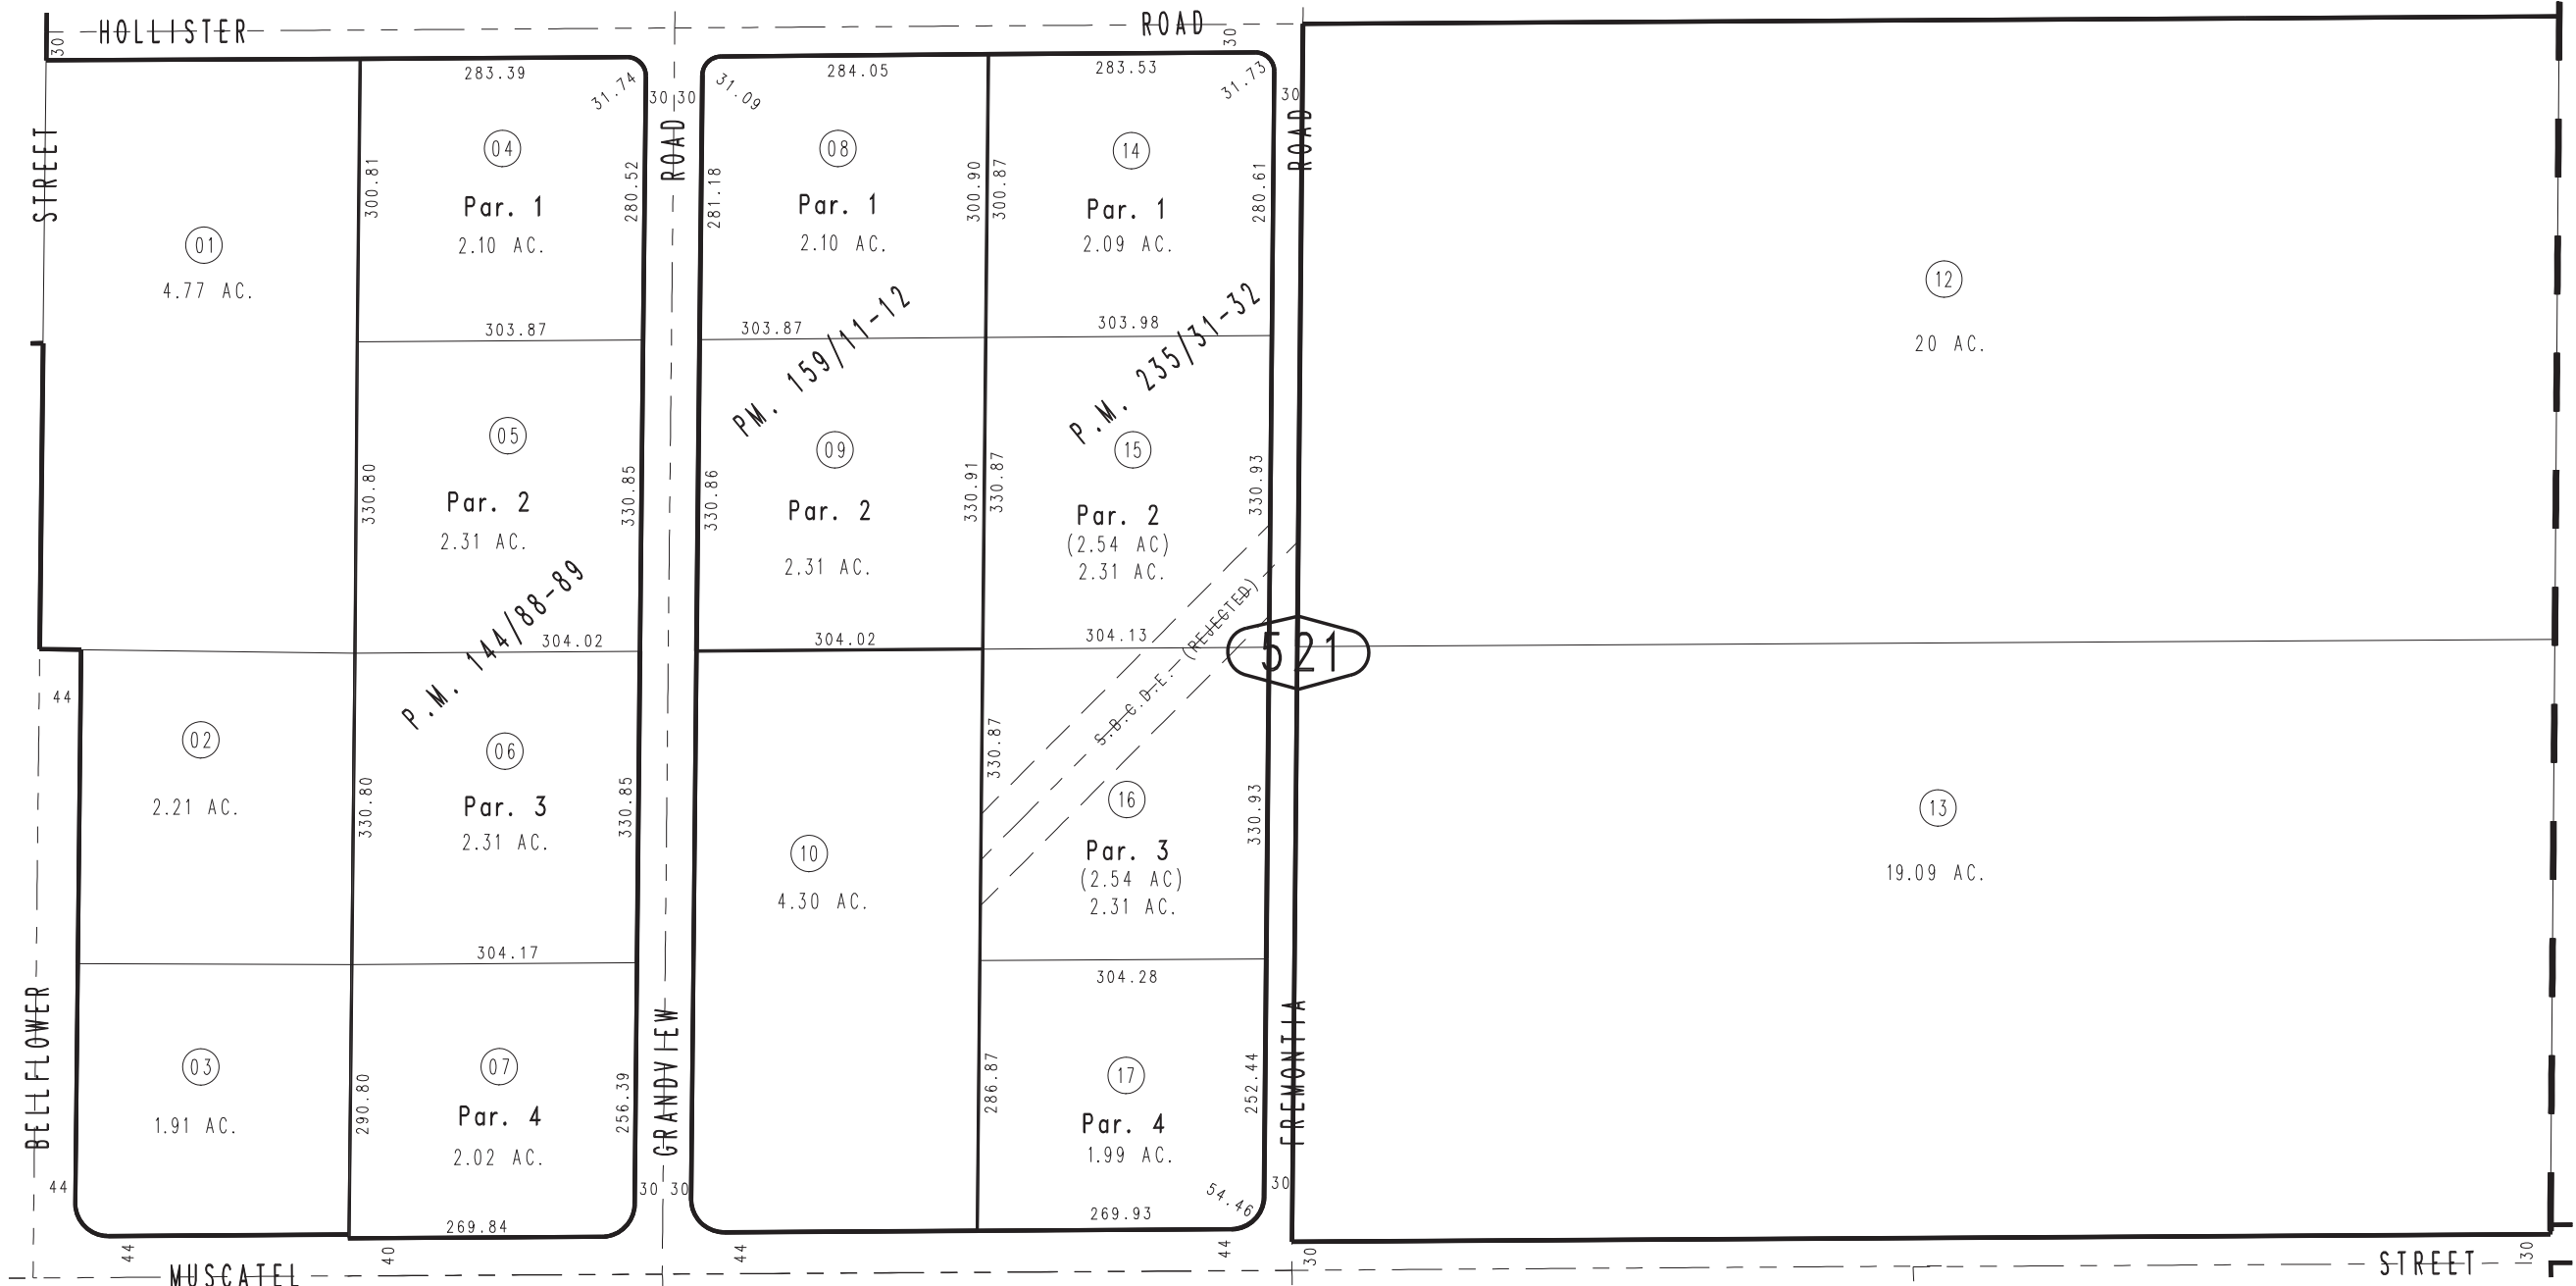 HOLLISTER
ROAD
30
30
283.39
31.74
30
30
31.09
284.05
283.53
31.73
30
STREET
ROAD
ROAD
01
4.77 AC.
300.81
04
Par. 1
2.10 AC.
280.52
281.18
08
Par. 1
2.10 AC.
300.90
300.87
14
Par. 1
2.09 AC.
280.61
12
20 AC.
303.87
303.87
303.98
PM. 159/11-12
P.M. 235/31-32
330.80
05
Par. 2
2.31 AC.
330.85
330.86
09
Par. 2
2.31 AC.
330.91
330.87
15
Par. 2
(2.54 AC)
2.31 AC.
330.93
P.M. 144/88-89
304.02
304.02
304.13
S.B.C.D.E. (REJECTED)
521
44
02
2.21 AC.
330.80
06
Par. 3
2.31 AC.
330.85
10
4.30 AC.
330.87
16
Par. 3
(2.54 AC)
2.31 AC.
330.93
13
19.09 AC.
304.17
304.28
BELLFLOWER
GRANDVIEW
FREMONTIA
03
1.91 AC.
290.80
07
Par. 4
2.02 AC.
256.39
286.87
17
Par. 4
1.99 AC.
252.44
44
30
30
54.46
30
269.84
269.93
44
40
44
44
30
30
MUSCATEL
STREET